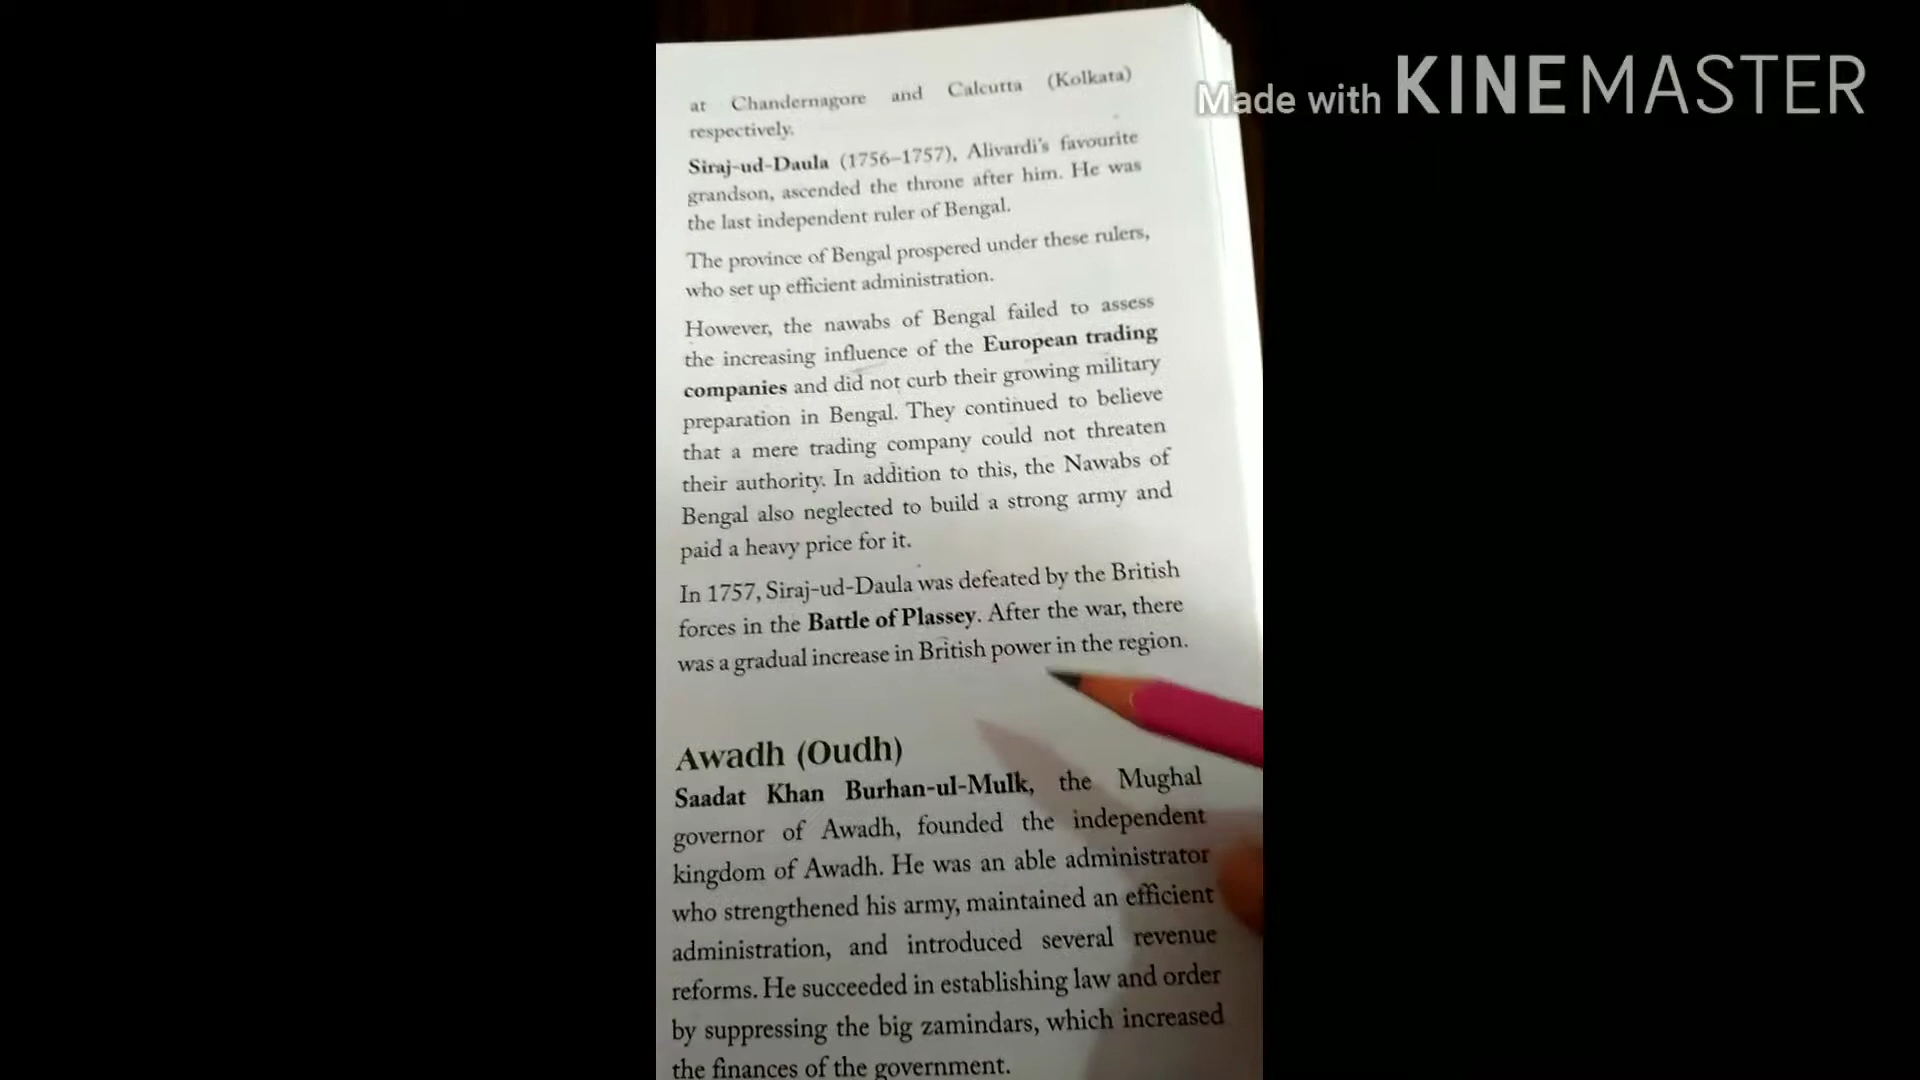 Made with KINEMASTER
at Chandernagore and Calcutta (Kolkata)
respectively.
Siraj-ud-Daula (1756–1757), Alivardi's favourite
grandson, ascended the throne after him. He was
the last independent ruler of Bengal.
The province of Bengal prospered under these rulers,
who set up efficient administration.
However, the nawabs of Bengal failed to assess
the increasing influence of the European trading
companies and did not curb their growing military
preparation in Bengal. They continued to believe
that a mere trading company could not threaten
their authority. In addition to this, the Nawabs of
Bengal also neglected to build a strong army and
paid a heavy price for it.
In 1757, Siraj-ud-Daula was defeated by the British
forces in the Battle of Plassey. After the war, there
was a gradual increase in British power in the region.
Awadh (Oudh)
Saadat Khan Burhan-ul-Mulk, the Mughal
governor of Awadh, founded the independent
kingdom of Awadh. He was an able administrator
who strengthened his army, maintained an efficient
administration, and introduced several revenue
reforms. He succeeded in establishing law and order
by suppressing the big zamindars, which increased
the finances of the government.